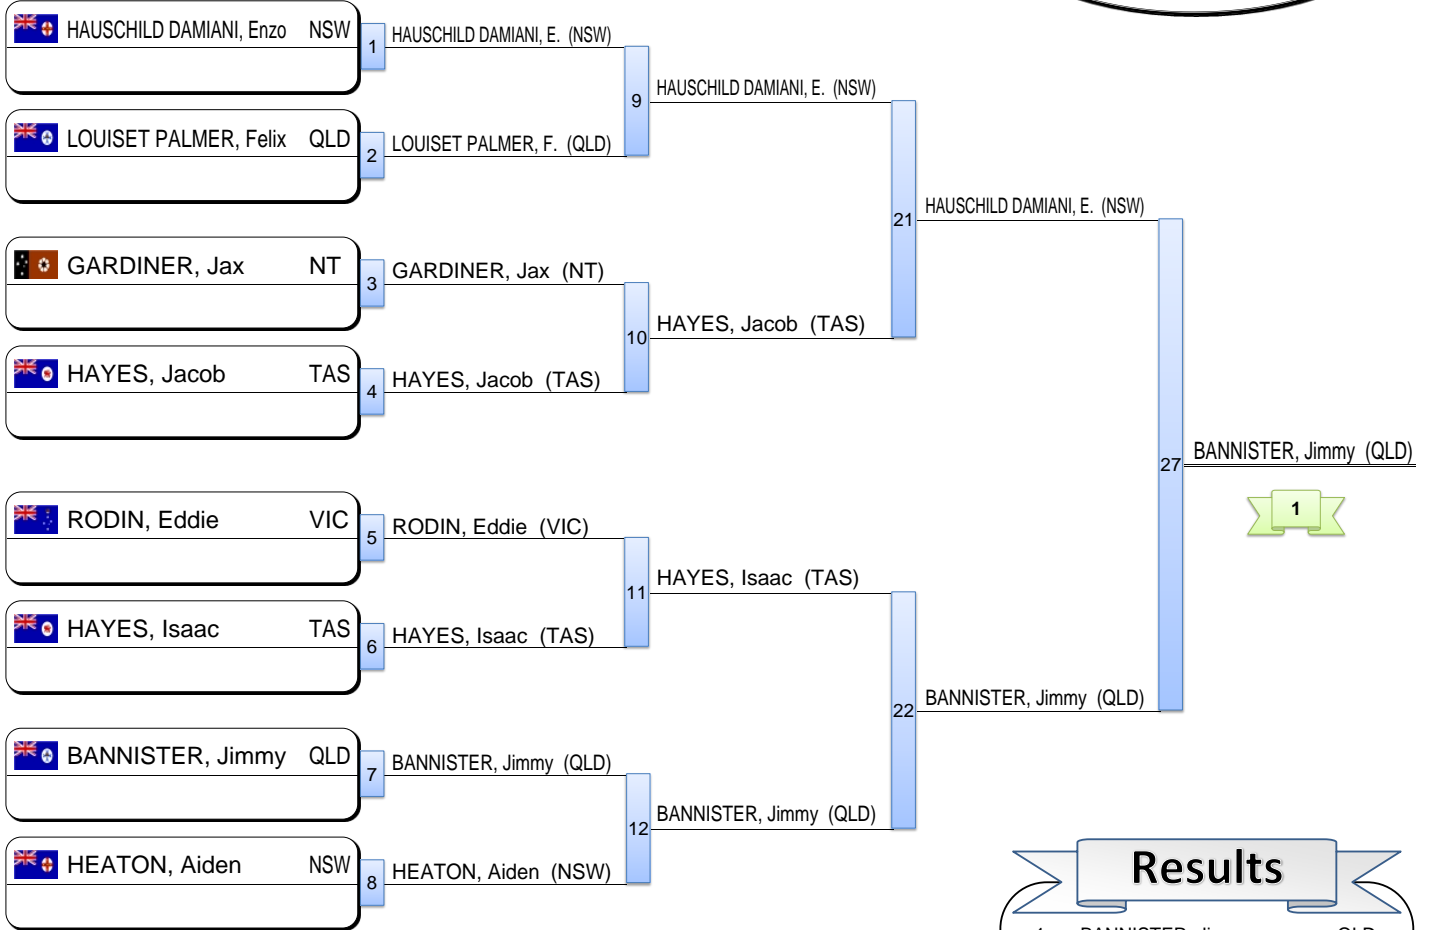 HAUSCHILD DAMIANI, Enzo NSW
1
HAUSCHILD DAMIANI, E. (NSW)
9
HAUSCHILD DAMIANI, E. (NSW)
LOUISET PALMER, Felix QLD
2
LOUISET PALMER, F. (QLD)
21
HAUSCHILD DAMIANI, E. (NSW)
GARDINER, Jax NT
3
GARDINER, Jax (NT)
10
HAYES, Jacob (TAS)
HAYES, Jacob TAS
4
HAYES, Jacob (TAS)
27
BANNISTER, Jimmy (QLD)
1
RODIN, Eddie VIC
5
RODIN, Eddie (VIC)
11
HAYES, Isaac (TAS)
HAYES, Isaac TAS
6
HAYES, Isaac (TAS)
22
BANNISTER, Jimmy (QLD)
BANNISTER, Jimmy QLD
7
BANNISTER, Jimmy (QLD)
12
BANNISTER, Jimmy (QLD)
HEATON, Aiden NSW
8
HEATON, Aiden (NSW)
Results
1 BANNISTER, Jimmy QLD